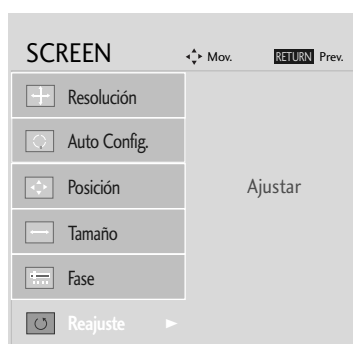 SCREEN Mov. RETURN Prev.
Resolución
Auto Config.
Posición Ajustar
Tamaño
Fase
Reajuste